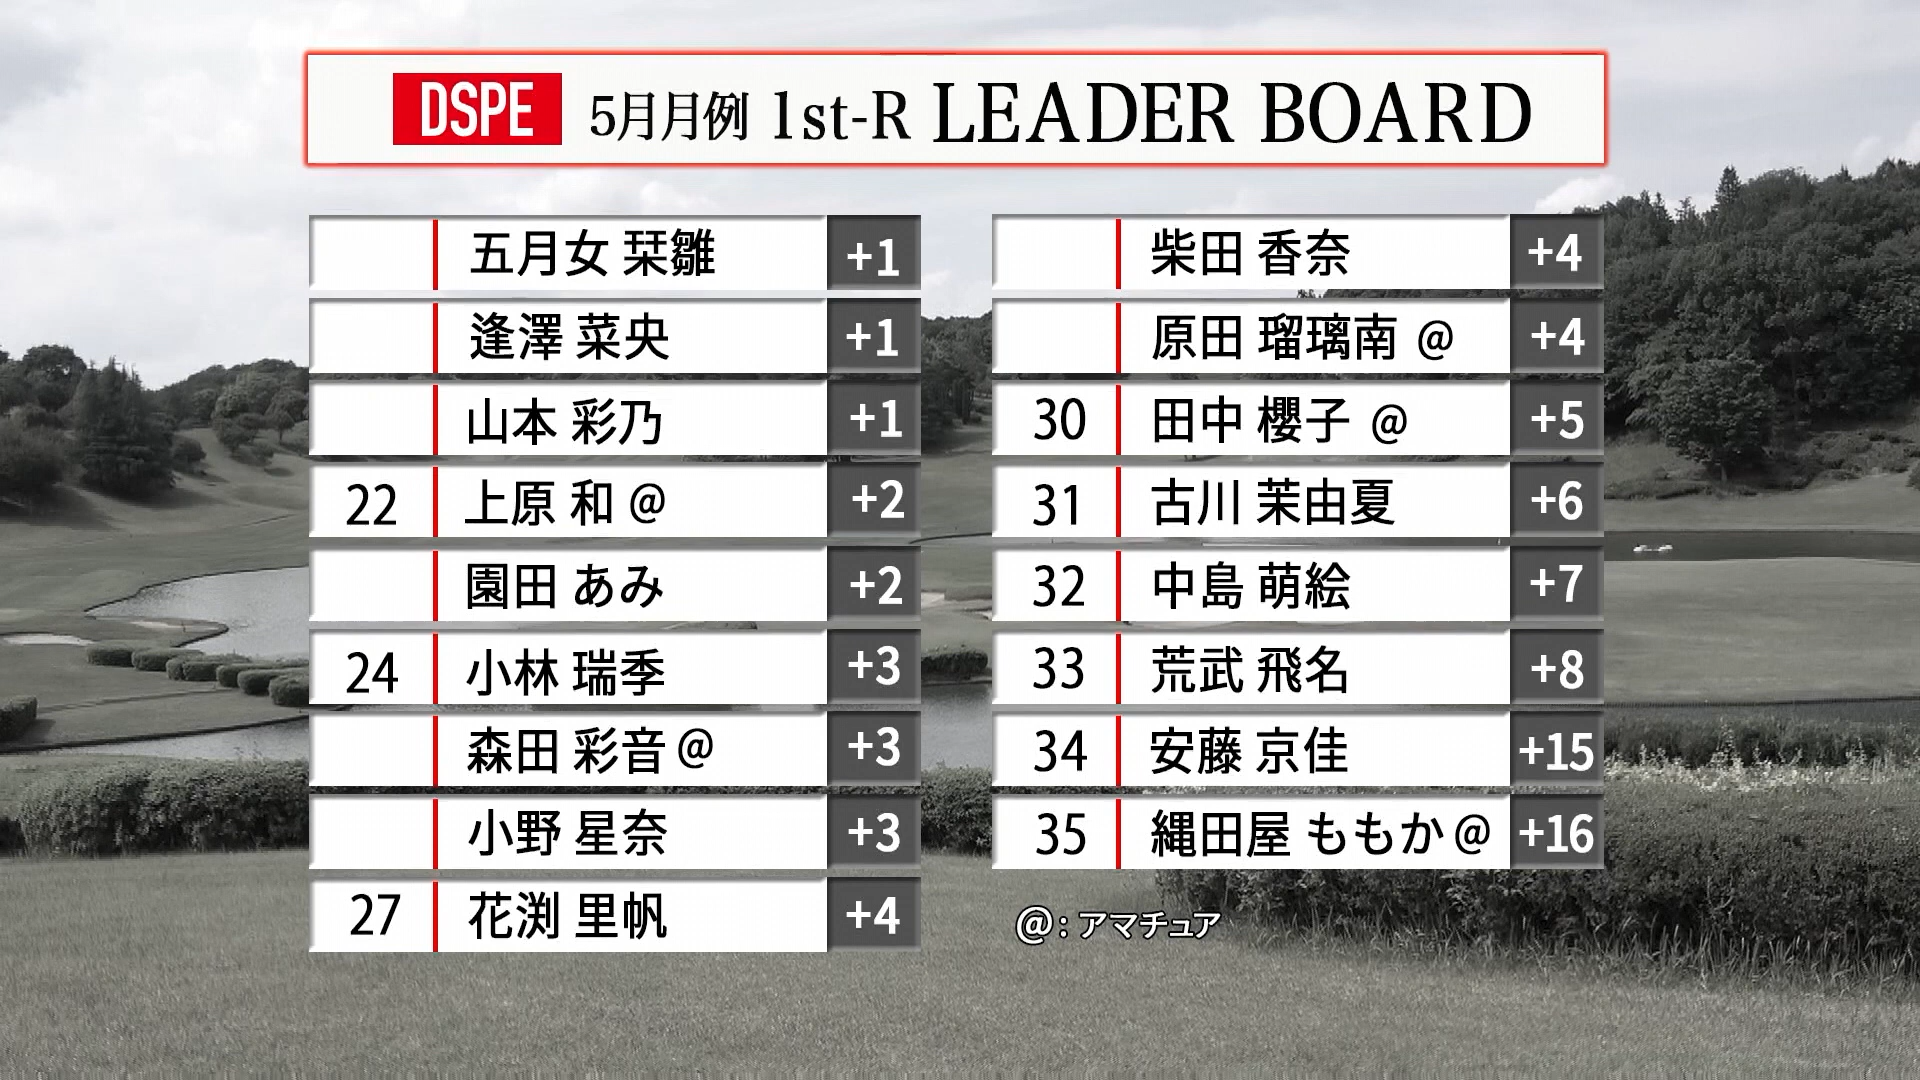 DSPE 5月月例 1st-R LEADER BOARD
五月女 栞雛 +1
逢澤 菜央 +1
山本 彩乃 +1
22 上原 和 @ +2
園田 あみ +2
24 小林 瑞季 +3
森田 彩音 @ +3
小野 星奈 +3
27 花渕 里帆 +4
柴田 香奈 +4
原田 瑠璃南 @ +4
30 田中 櫻子 @ +5
31 古川 茉由夏 +6
32 中島 萌絵 +7
33 荒武 飛名 +8
34 安藤 京佳 +15
35 縄田屋 ももか @ +16
@ : アマチュア